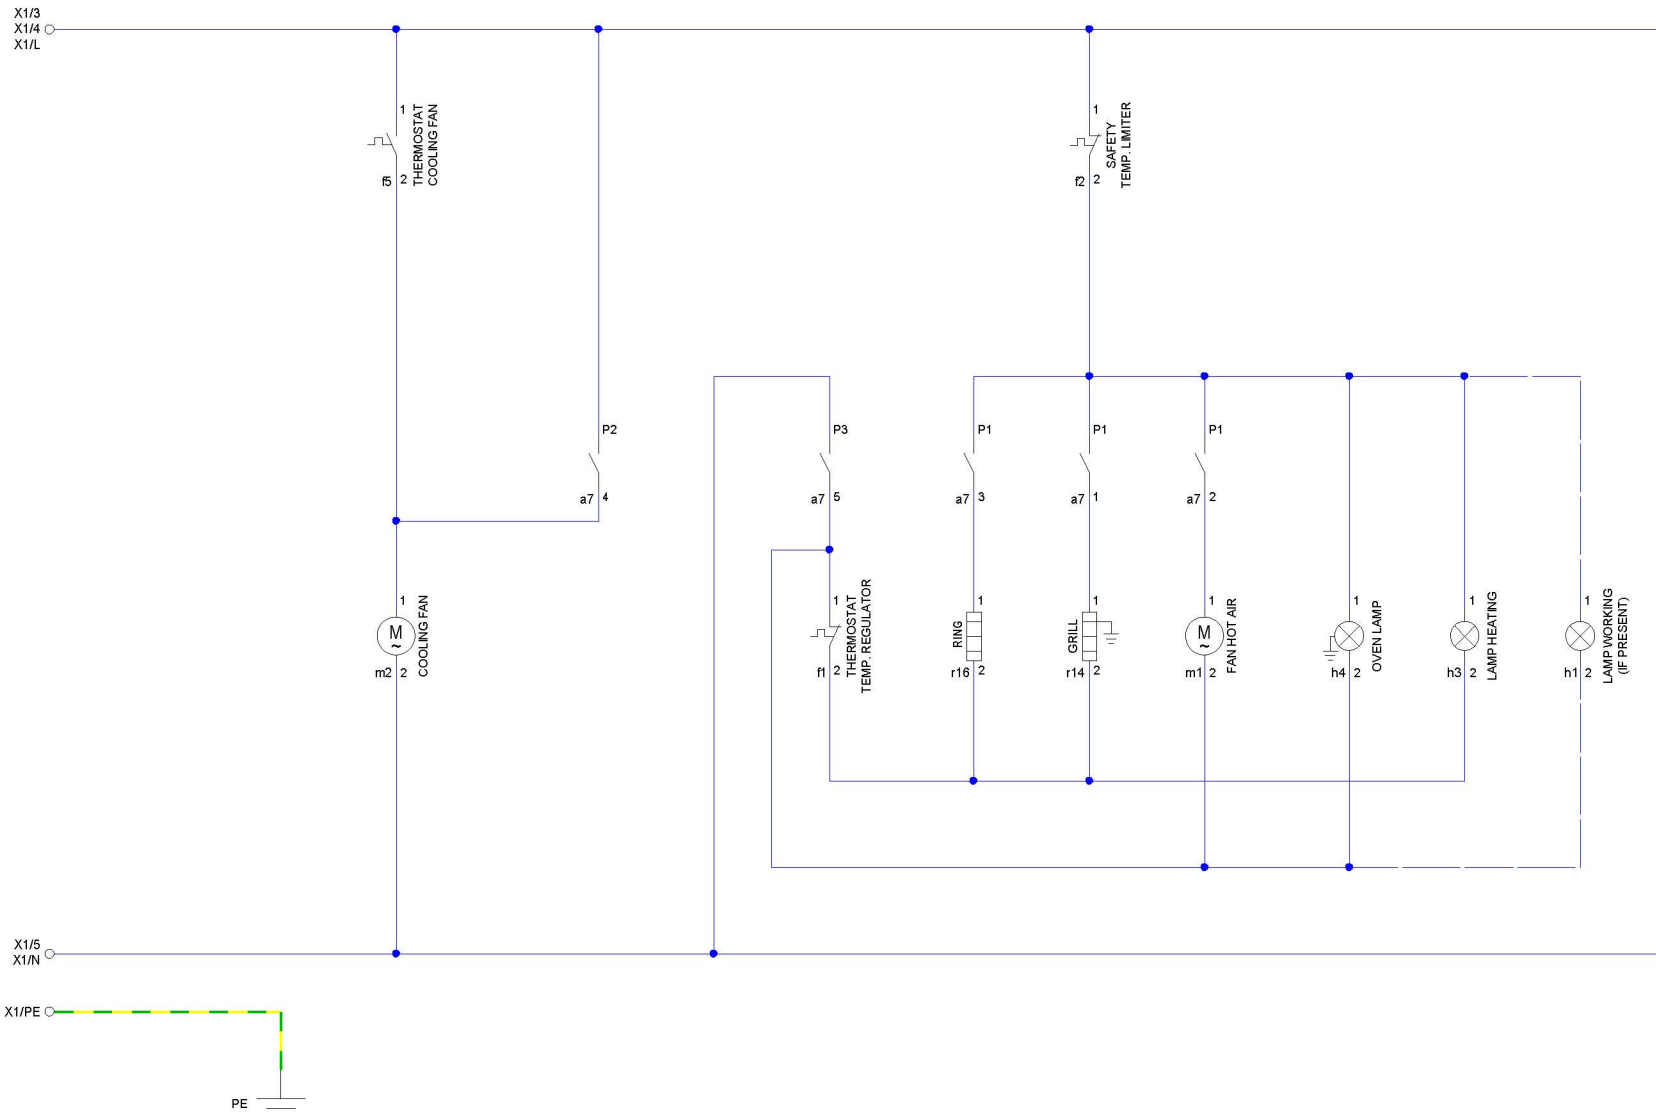 X1/3
X1/4
X1/L
1
THERMOSTAT
COOLING FAN
f5
2
1
SAFETY
TEMP. LIMITER
f2
2
P2
a7
4
P3
a7
5
P1
a7
3
P1
a7
1
P1
a7
2
1
M
~
COOLING FAN
m2
2
1
THERMOSTAT
TEMP. REGULATOR
f1
2
1
RING
r16
2
1
GRILL
r14
2
1
M
~
FAN HOT AIR
m1
2
1
OVEN LAMP
h4
2
1
LAMP HEATING
h3
2
1
LAMP WORKING
(IF PRESENT)
h1
2
X1/5
X1/N
X1/PE
PE